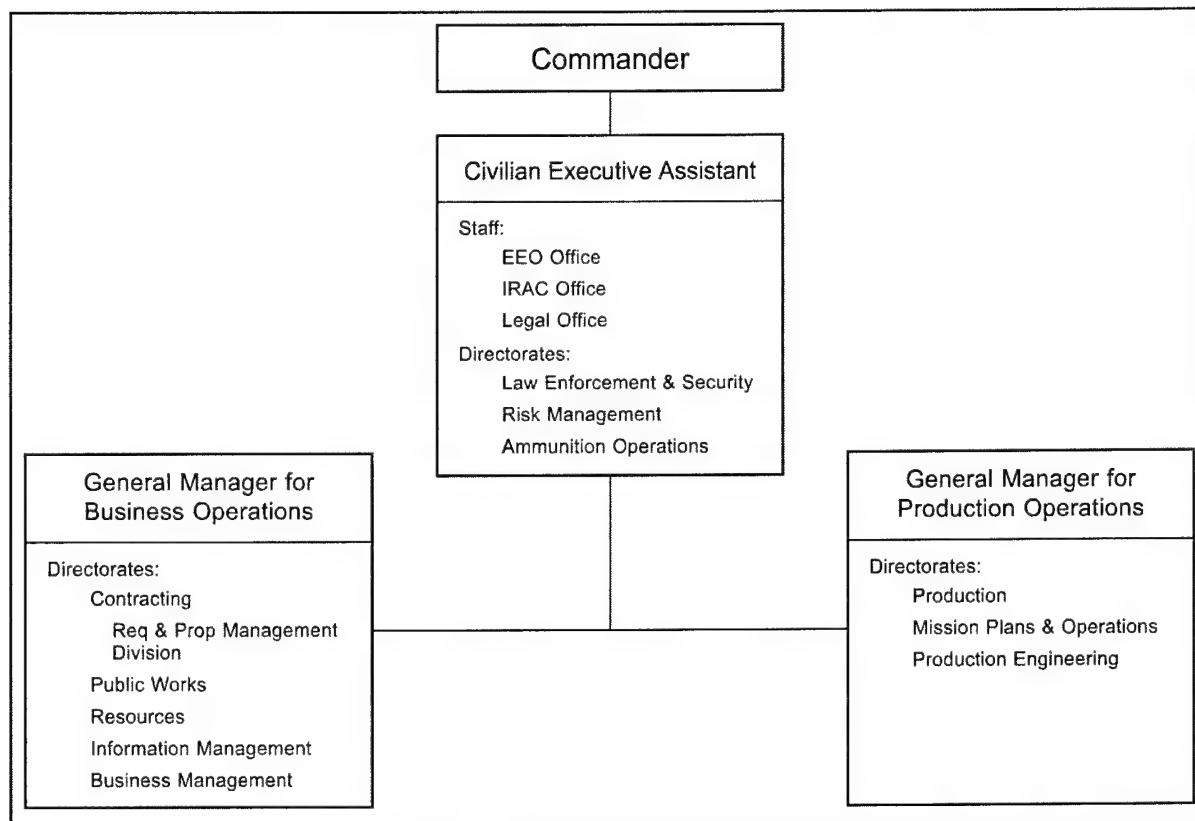 Commander
Civilian Executive Assistant
Staff:
EEO Office
IRAC Office
Legal Office
Directorates:
Law Enforcement & Security
Risk Management
Ammunition Operations
General Manager for
Business Operations
Directorates:
Contracting
Req & Prop Management
Division
Public Works
Resources
Information Management
Business Management
General Manager for
Production Operations
Directorates:
Production
Mission Plans & Operations
Production Engineering